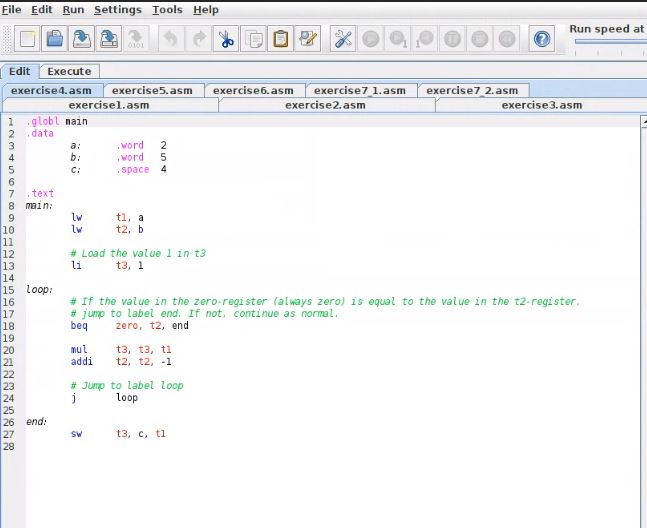 File Edit Run Settings Tools Help
Run speed at
Edit Execute
exercise4.asm exercise5.asm exercise6.asm exercise7_1.asm exercise7_2.asm
exercise1.asm exercise2.asm exercise3.asm
1 .globl main
2 .data
3 a: .word 2
4 b: .word 5
5 c: .space 4
6
7 .text
8 main:
9 lw t1, a
10 lw t2, b
11
12 # Load the value 1 in t3
13 li t3, 1
14
15 loop:
16 # If the value in the zero-register (always zero) is equal to the value in the t2-register,
17 # jump to label end. If not, continue as normal.
18 beq zero, t2, end
19
20 mul t3, t3, t1
21 addi t2, t2, -1
22
23 # Jump to label loop
24 j loop
25
26 end:
27 sw t3, c, t1
28